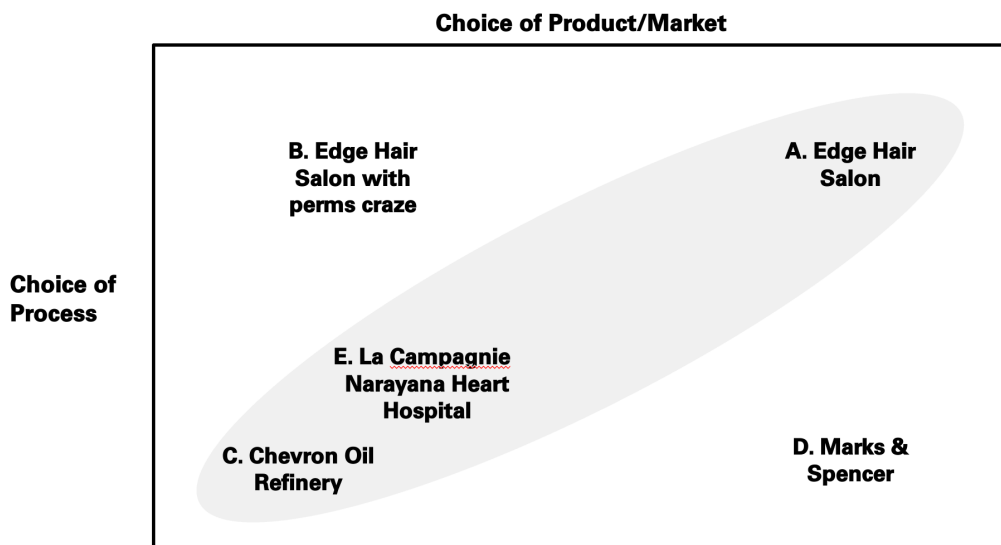 Choice of Product/Market
B. Edge Hair
Salon with
perms craze
A. Edge Hair
Salon
Choice of
Process
E. La Campagnie
Narayana Heart
Hospital
C. Chevron Oil
Refinery
D. Marks &
Spencer